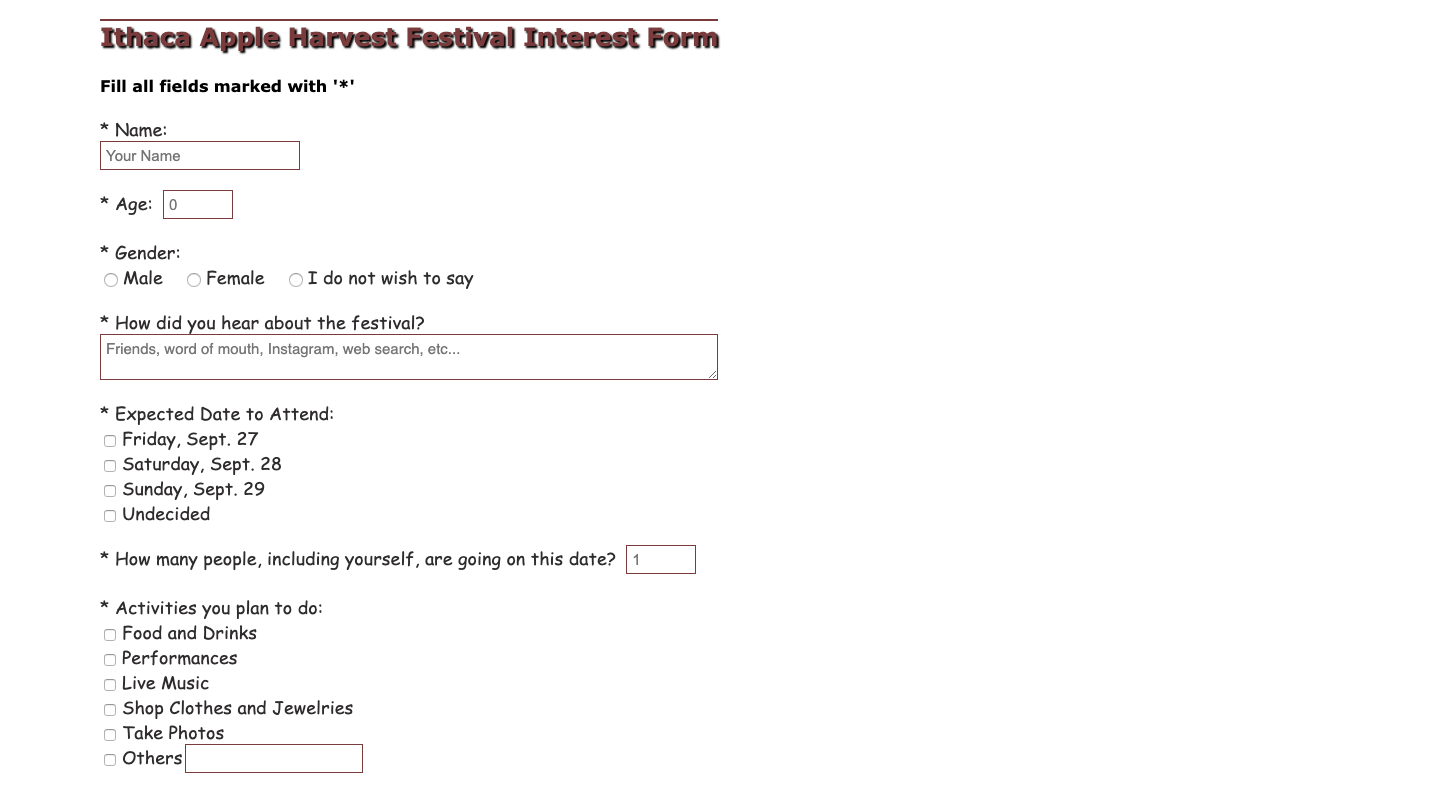 Ithaca Apple Harvest Festival Interest Form
Fill all fields marked with '*'
* Name:
Your Name
* Age: 0
* Gender:
Male Female I do not wish to say
* How did you hear about the festival?
Friends, word of mouth, Instagram, web search, etc...
* Expected Date to Attend:
Friday, Sept. 27
Saturday, Sept. 28
Sunday, Sept. 29
Undecided
* How many people, including yourself, are going on this date? 1
* Activities you plan to do:
Food and Drinks
Performances
Live Music
Shop Clothes and Jewelries
Take Photos
Others